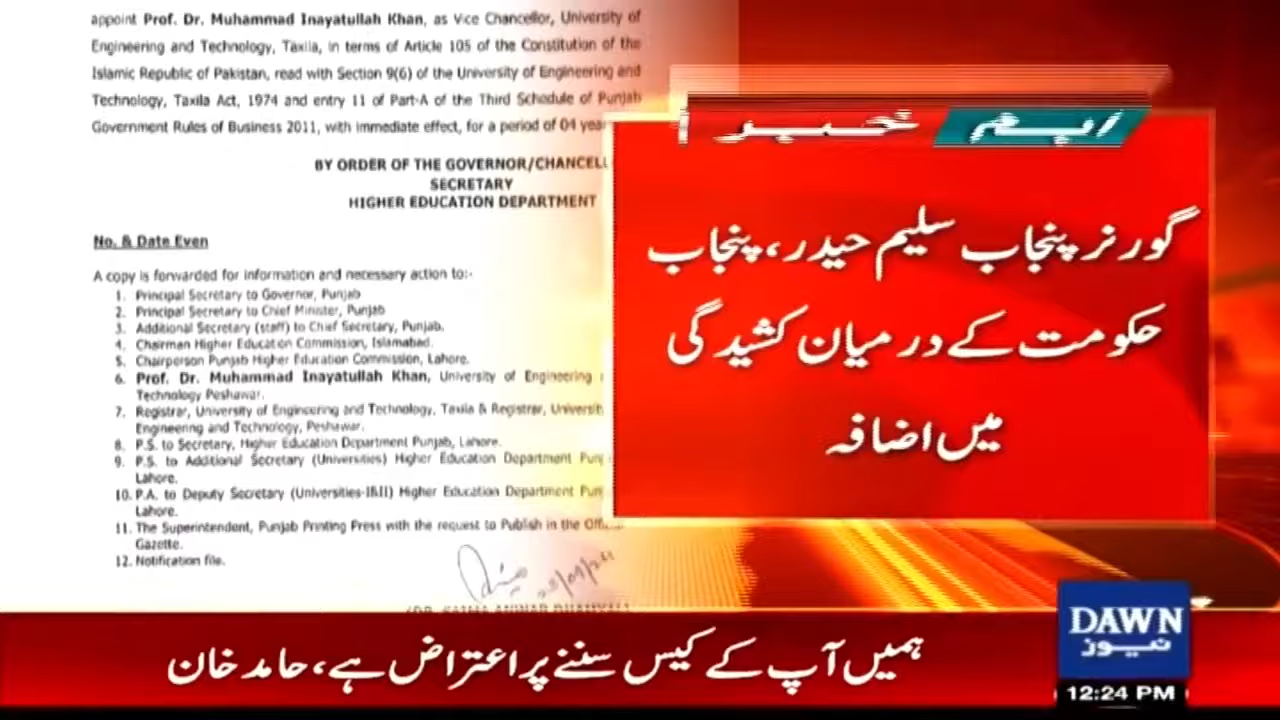 appoint Prof. Dr. Muhammad Inayatullah Khan, as Vice Chancellor, University of
Engineering and Technology, Taxila, in terms of Article 105 of the Constitution of the
Islamic Republic of Pakistan, read with Section 9(6) of the University of Engineering and
Technology, Taxila Act, 1974 and entry 11 of Part-A of the Third Schedule of Punjab
Government Rules of Business 2011, with immediate effect, for a period of 04
BY ORDER OF THE GOVERNOR/CHANCELL
SECRETARY
HIGHER EDUCATION DEPARTMENT
No. & Date Even
A copy is forwarded for information and necessary action to:-
1. Principal Secretary to Governor, Punjab
2. Principal Secretary to Chief Minister, Punjab
3. Additional Secretary (staff) to Chief Secretary, Punjab.
4. Chairman Higher Education Commission, Islamabad.
5. Chairperson Punjab Higher Education Commission, Lahore.
6. Prof. Dr. Muhammad Inayatullah Khan, University of Engineering
Technology Peshawar.
7. Registrar, University of Engineering and Technology, Taxila & Registrar, Universit
Engineering and Technology, Peshawar.
8. P.S. to Secretary, Higher Education Department Punjab, Lahore.
9. P.S. to Additional Secretary (Universities) Higher Education Department Pun
Lahore.
10. P.A. to Deputy Secretary (Universities-I&II) Higher Education Department Pun
Lahore.
11. The Superintendent, Punjab Printing Press with the request to Publish in the
Gazette.
12. Notification file.
اہم خبر
گورنر پنجاب سلیم حیدر، پنجاب
حکومت کے درمیان کشیدگی
میں اضافہ
ہمیں آپ کے کیس سننے پر اعتراض ہے، حامد خان
DAWN
نیوز
12:24 PM